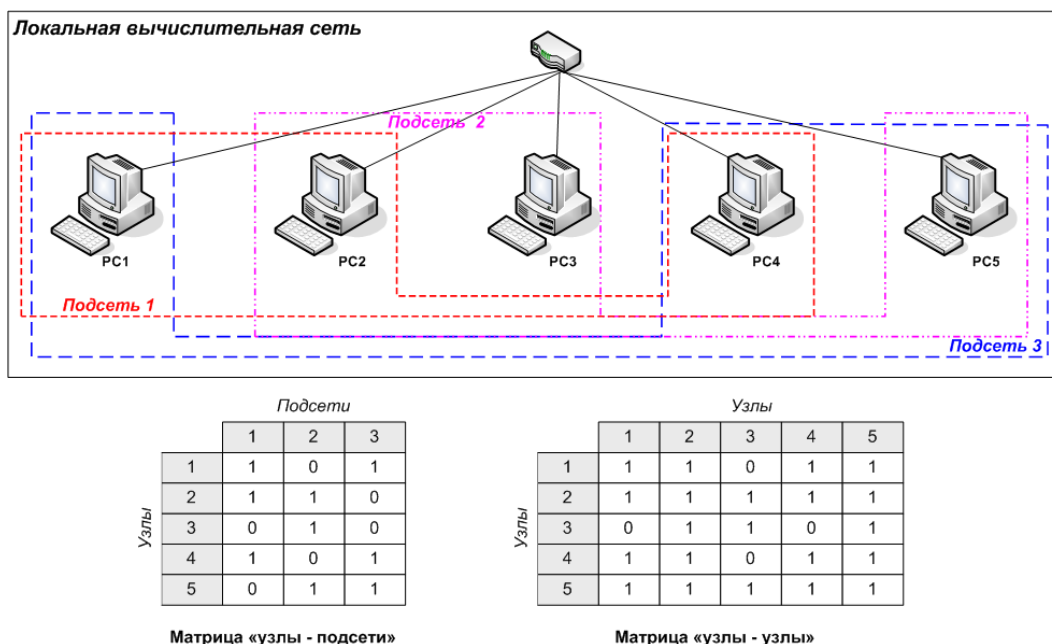 Локальная вычислительная сеть
Подсеть 2
PC1 PC2 PC3 PC4 PC5
Подсеть 1
Подсеть 3
Подсети
1 2 3
1 1 0 1
2 1 1 0
3 0 1 0
4 1 0 1
5 0 1 1
Узлы
Матрица «узлы - подсети»
Узлы
1 2 3 4 5
1 1 1 0 1 1
2 1 1 1 1 1
3 0 1 1 0 1
4 1 1 0 1 1
5 1 1 1 1 1
Узлы
Матрица «узлы - узлы»